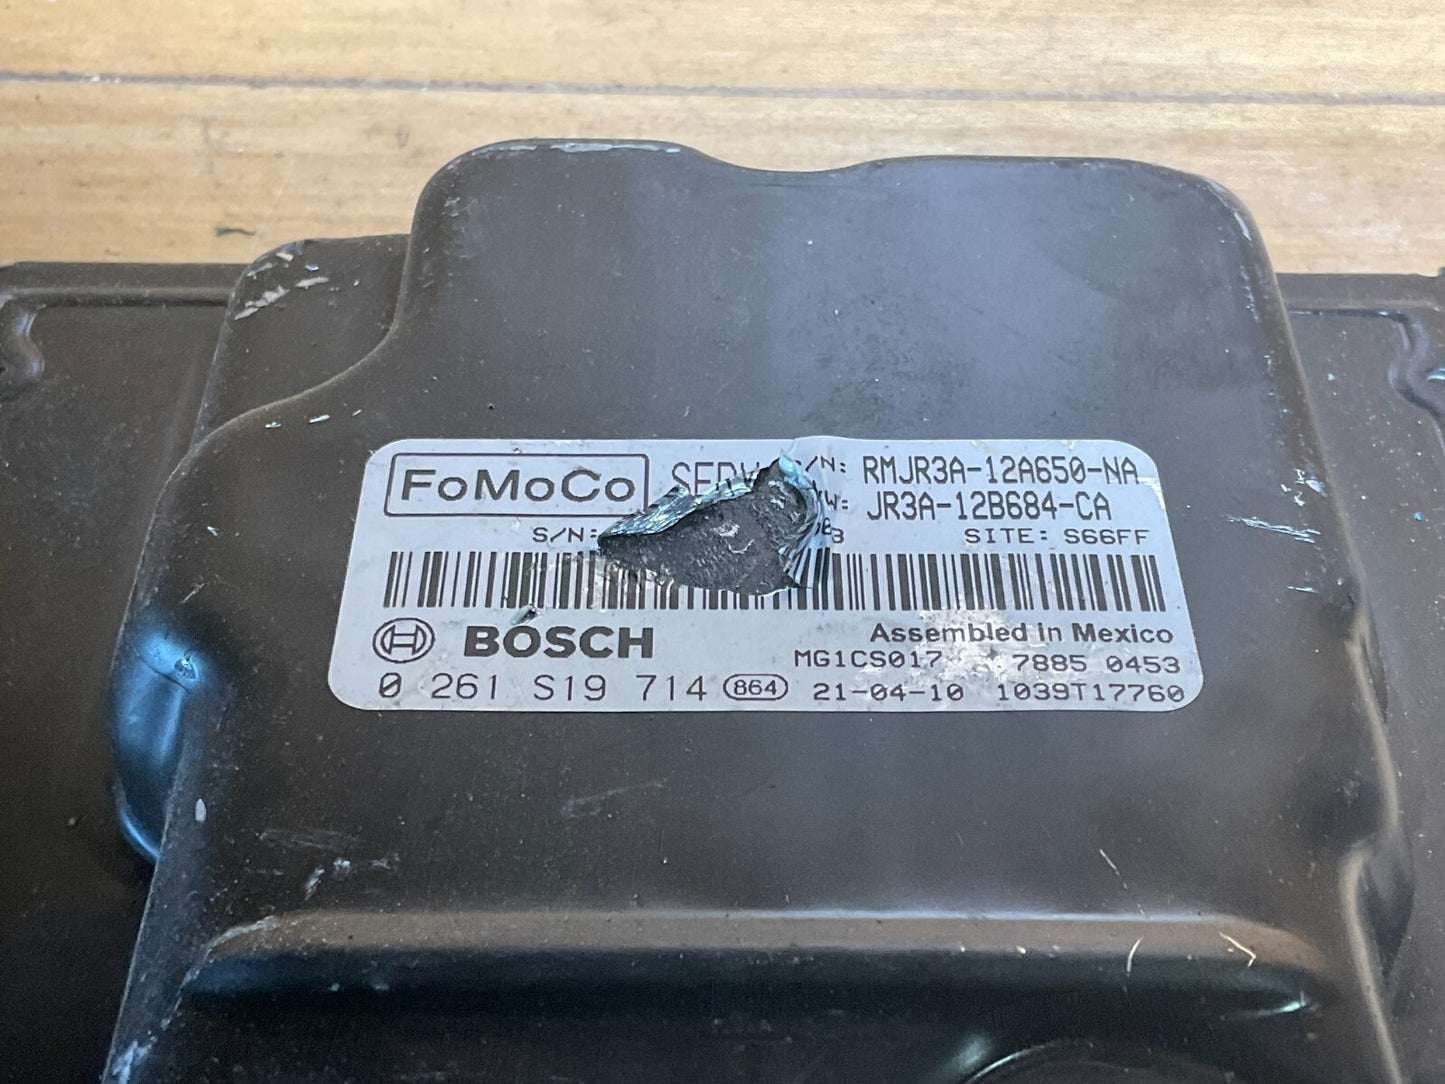 FoMoCo RMJR3A-12A650-NA
JR3A-12B684-CA
S/N: SITE: S66FF
BOSCH Assembled in Mexico
MG1CS017 7885 0453
0 261 S19 714 864 21-04-10 1039T17760